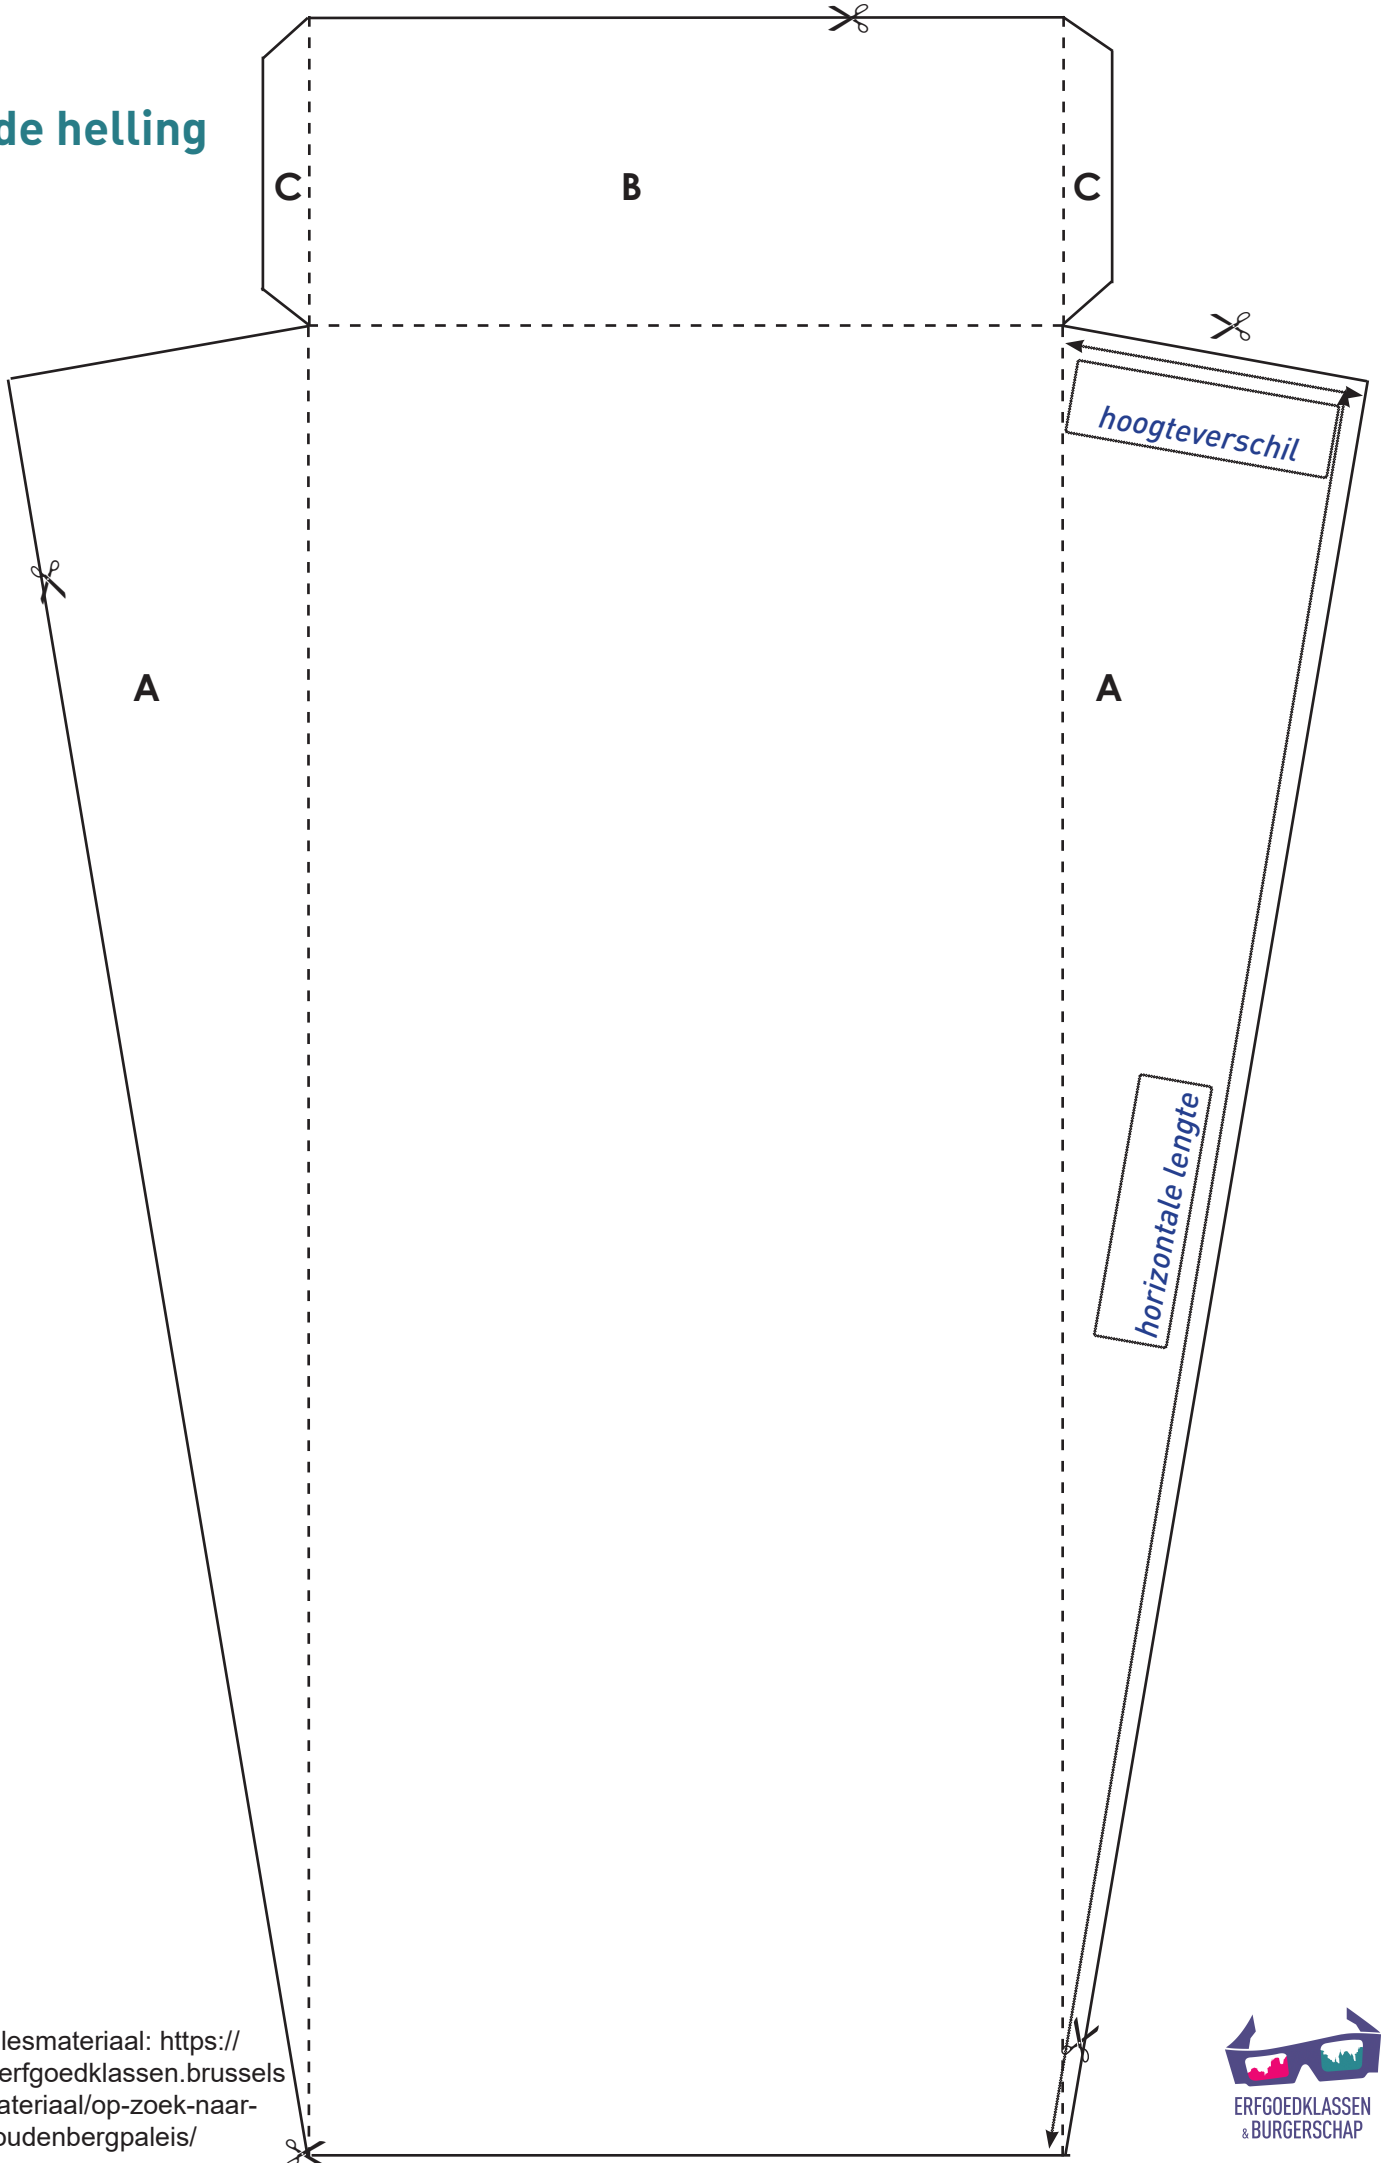 de helling
C
B
C
hoogteverschil
A
A
horizontale lengte
lesmateriaal: https://
erfgoedklassen.brussels
ateriaal/op-zoek-naar-
oudenbergpaleis/
ERFGOEDKLASSEN
& BURGERSCHAP